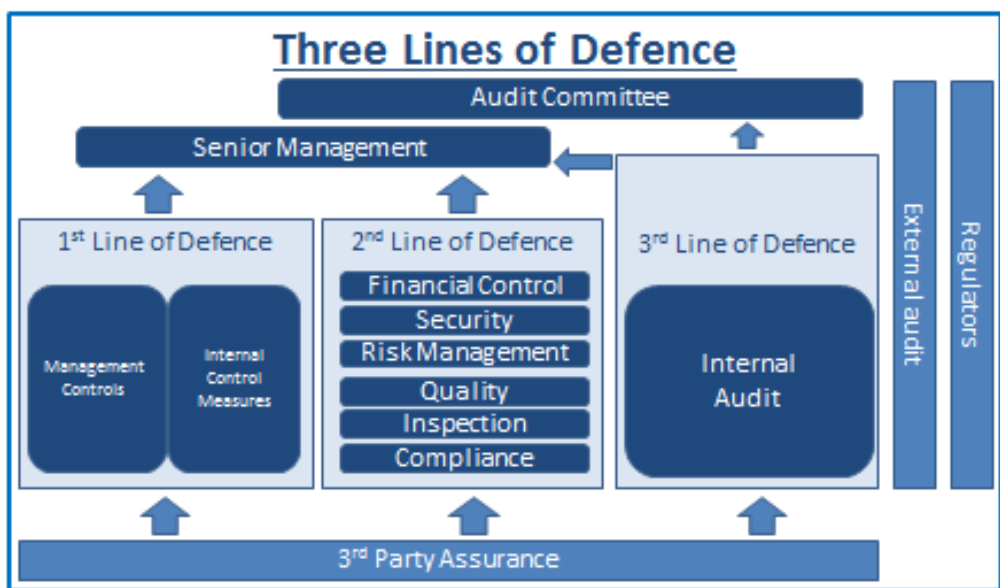 Three Lines of Defence
Audit Committee
Senior Management
1st Line of Defence
Management
Controls
Internal
Control
Measures
2nd Line of Defence
Financial Control
Security
Risk Management
Quality
Inspection
Compliance
3rd Line of Defence
Internal
Audit
External audit
Regulators
3rd Party Assurance